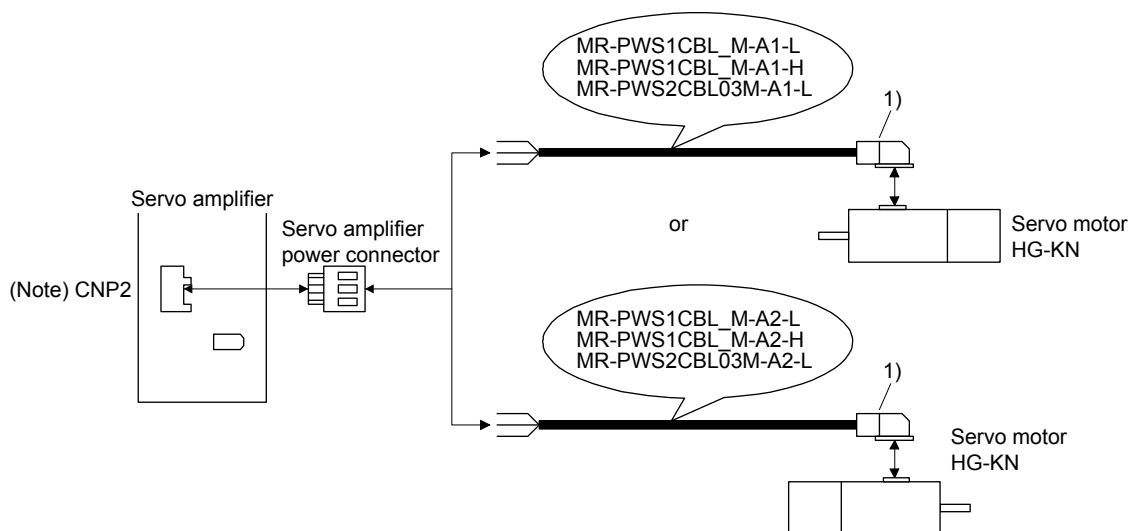 MR-PWS1CBL_M-A1-L
MR-PWS1CBL_M-A1-H
MR-PWS2CBL03M-A1-L
1)
Servo amplifier
Servo amplifier
power connector
or
Servo motor
HG-KN
(Note) CNP2
MR-PWS1CBL_M-A2-L
MR-PWS1CBL_M-A2-H
MR-PWS2CBL03M-A2-L
1)
Servo motor
HG-KN